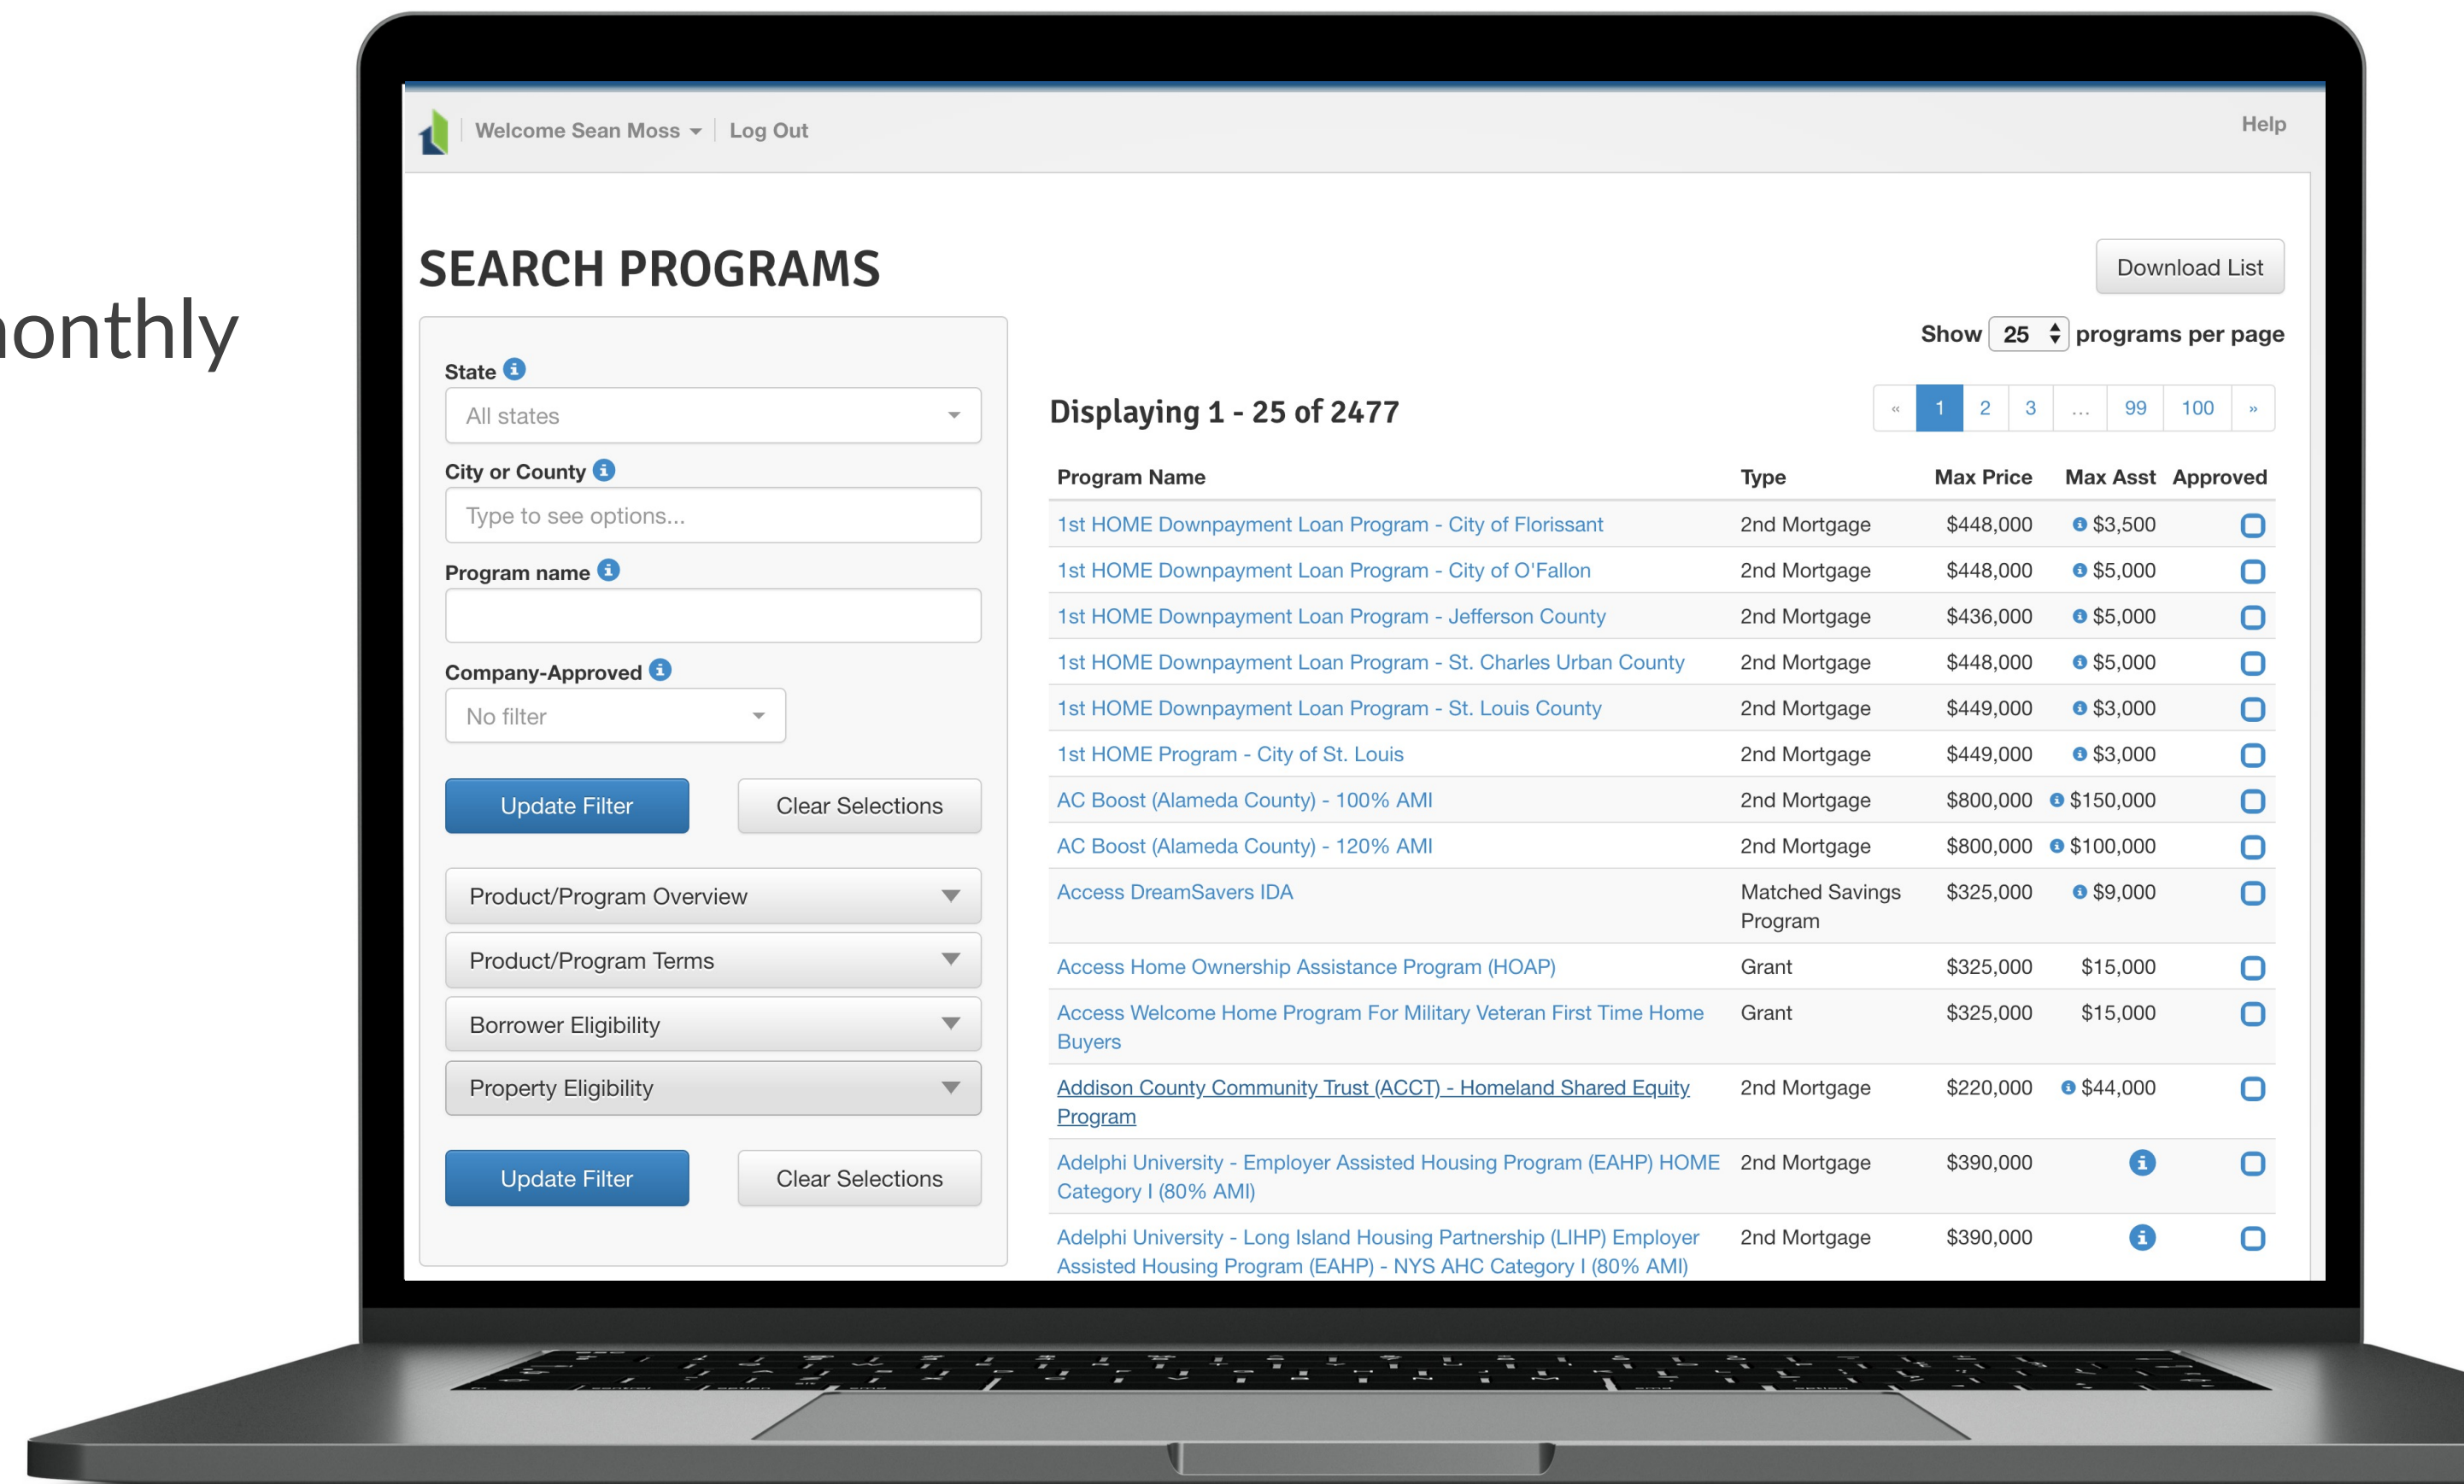 onthly
Welcome Sean Moss
Log Out
Help
SEARCH PROGRAMS
Download List
Show 25 programs per page
State
All states
City or County
Type to see options...
Program name
Company-Approved
No filter
Update Filter
Clear Selections
Product/Program Overview
Product/Program Terms
Borrower Eligibility
Property Eligibility
Update Filter
Clear Selections
Displaying 1 - 25 of 2477
« 1 2 3 ... 99 100 »
Program Name Type Max Price Max Asst Approved
1st HOME Downpayment Loan Program - City of Florissant 2nd Mortgage $448,000 $3,500
1st HOME Downpayment Loan Program - City of O'Fallon 2nd Mortgage $448,000 $5,000
1st HOME Downpayment Loan Program - Jefferson County 2nd Mortgage $436,000 $5,000
1st HOME Downpayment Loan Program - St. Charles Urban County 2nd Mortgage $448,000 $5,000
1st HOME Downpayment Loan Program - St. Louis County 2nd Mortgage $449,000 $3,000
1st HOME Program - City of St. Louis 2nd Mortgage $449,000 $3,000
AC Boost (Alameda County) - 100% AMI 2nd Mortgage $800,000 $150,000
AC Boost (Alameda County) - 120% AMI 2nd Mortgage $800,000 $100,000
Access DreamSavers IDA Matched Savings $325,000 $9,000
Program
Access Home Ownership Assistance Program (HOAP) Grant $325,000 $15,000
Access Welcome Home Program For Military Veteran First Time Home Grant $325,000 $15,000
Buyers
Addison County Community Trust (ACCT) - Homeland Shared Equity 2nd Mortgage $220,000 $44,000
Program
Adelphi University - Employer Assisted Housing Program (EAHP) HOME 2nd Mortgage $390,000
Category I (80% AMI)
Adelphi University - Long Island Housing Partnership (LIHP) Employer 2nd Mortgage $390,000
Assisted Housing Program (EAHP) - NYS AHC Category I (80% AMI)